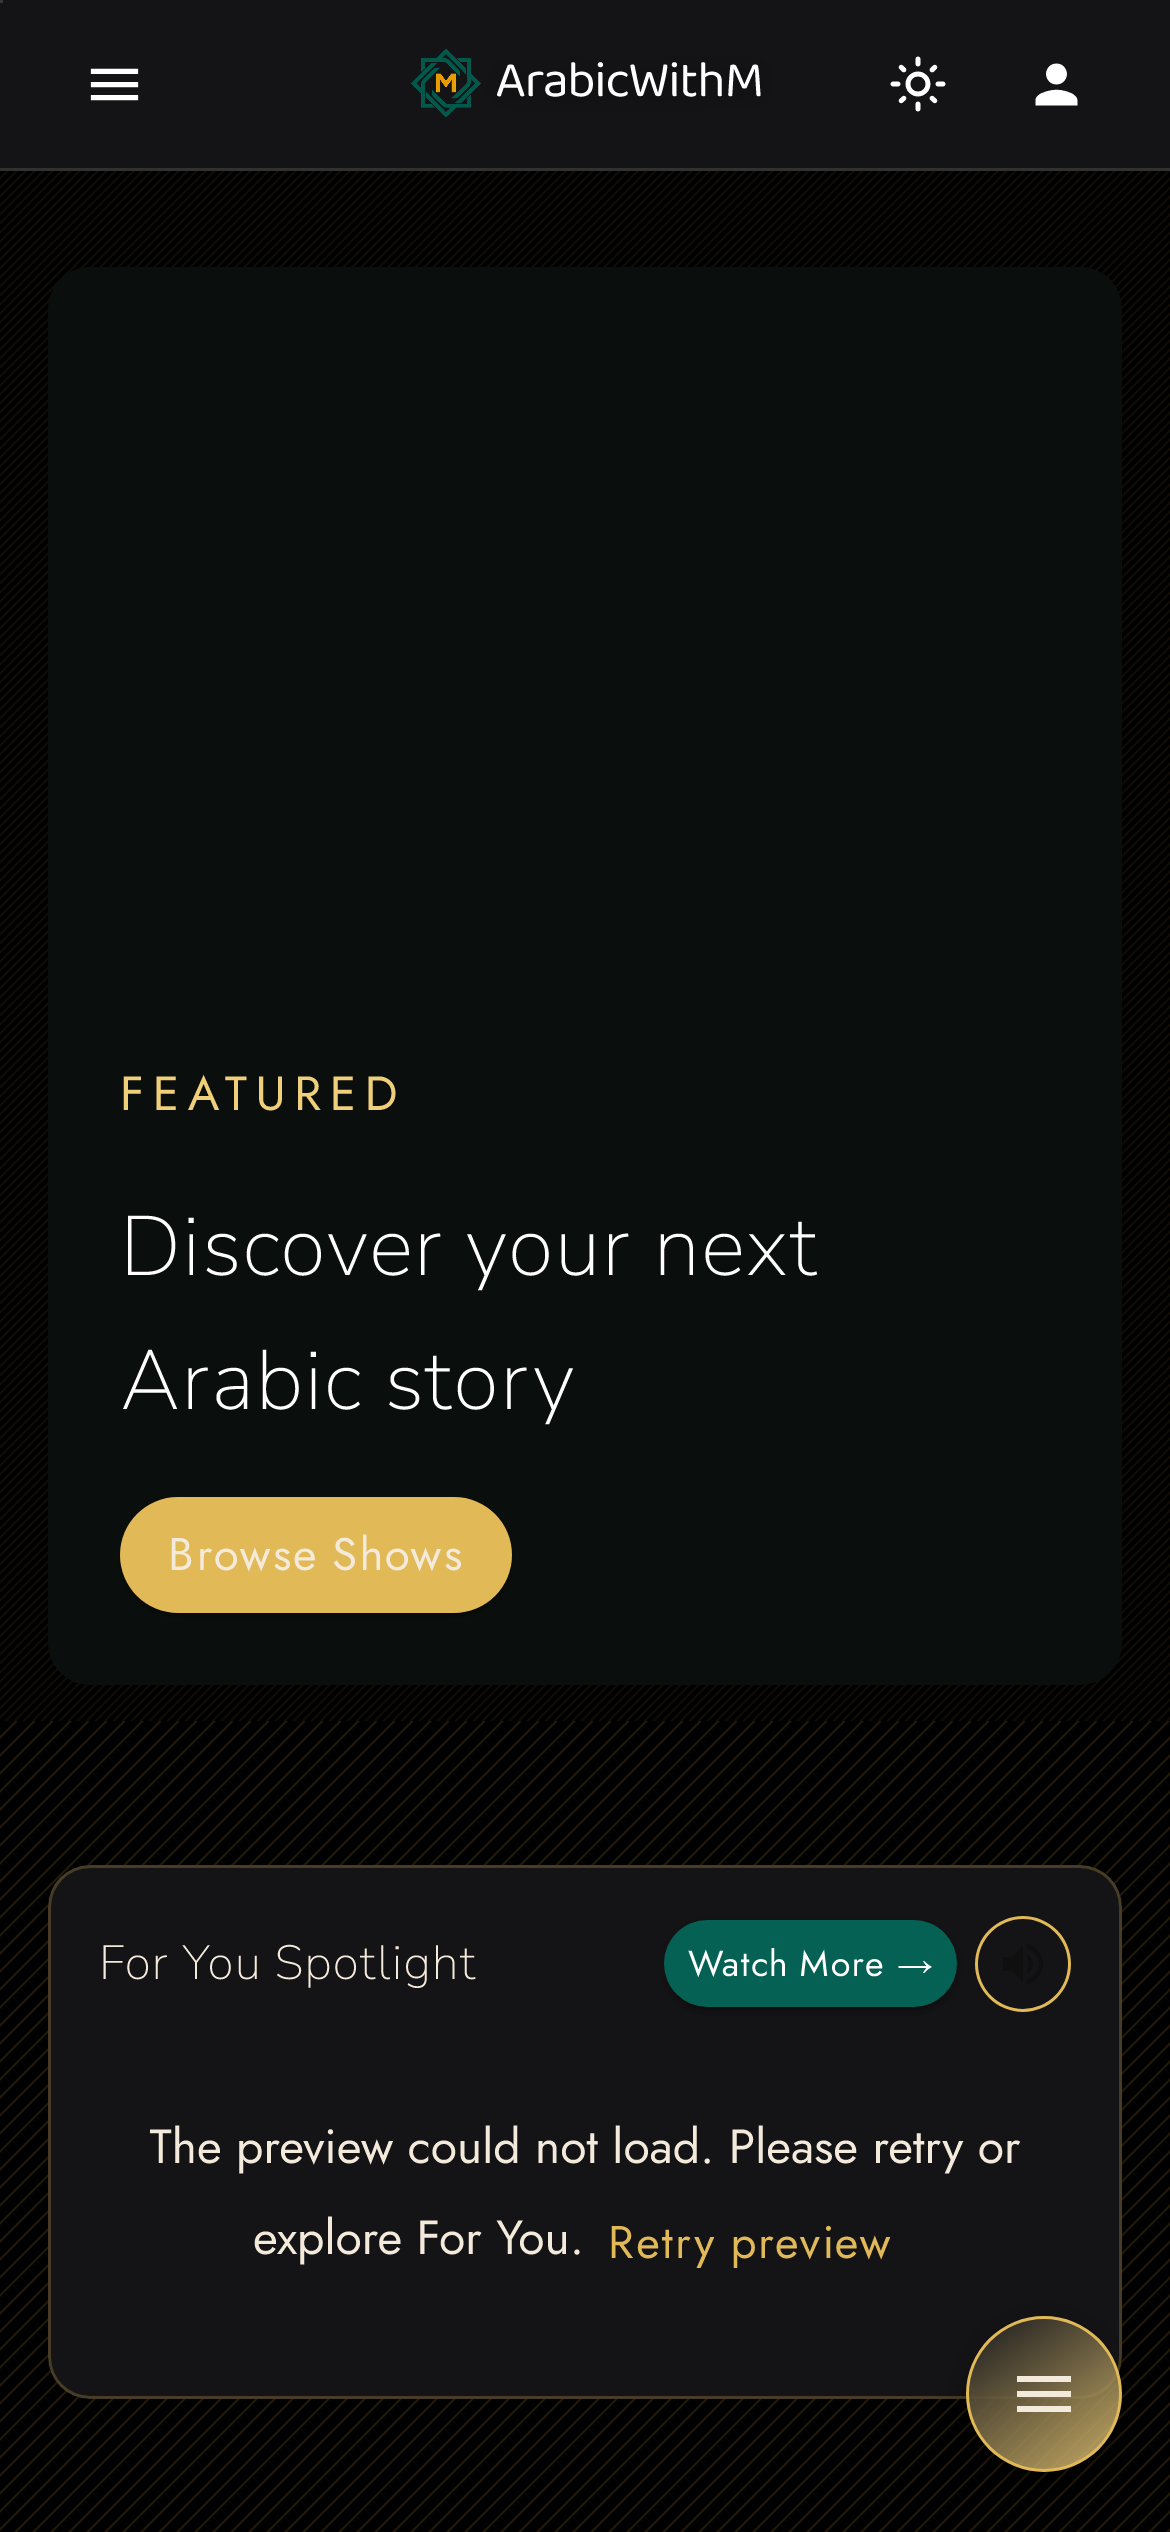 M ArabicWithM
FEATURED
Discover your next
Arabic story
Browse Shows
For You Spotlight
Watch More →
The preview could not load. Please retry or
explore For You. Retry preview